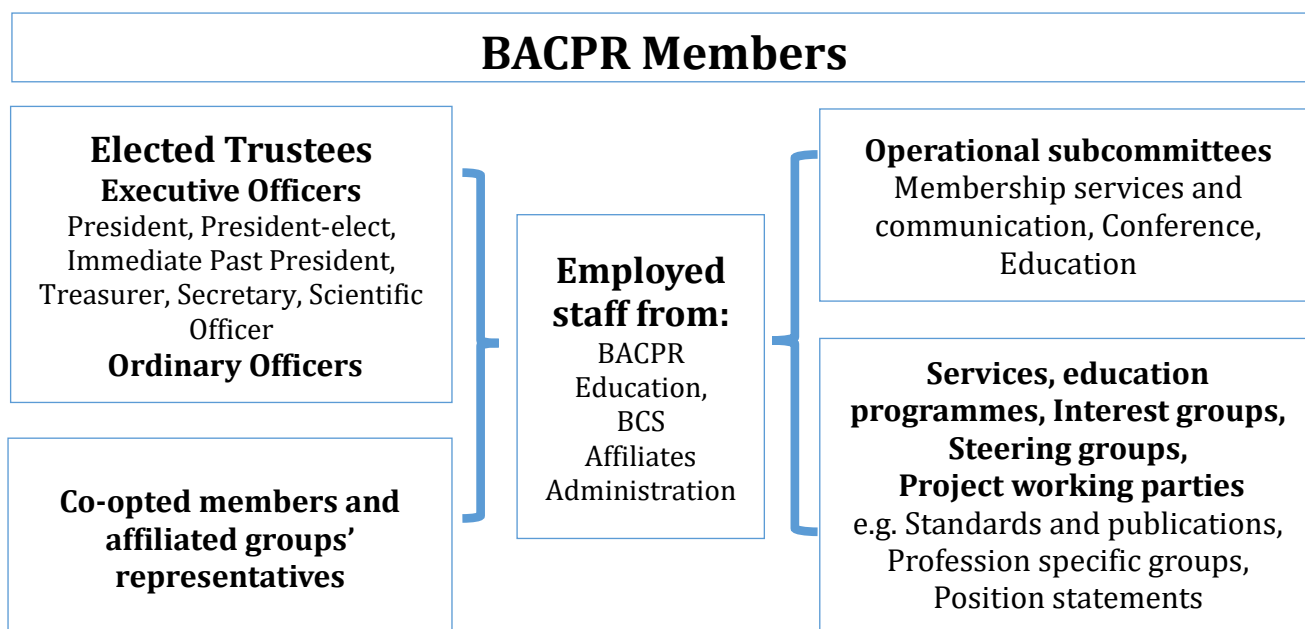 BACPR Members
Elected Trustees
Executive Officers
President, President-elect,
Immediate Past President,
Treasurer, Secretary, Scientific
Officer
Ordinary Officers
Co-opted members and
affiliated groups’
representatives
Employed
staff from:
BACPR
Education,
BCS
Affiliates
Administration
Operational subcommittees
Membership services and
communication, Conference,
Education
Services, education
programmes, Interest groups,
Steering groups,
Project working parties
e.g. Standards and publications,
Profession specific groups,
Position statements